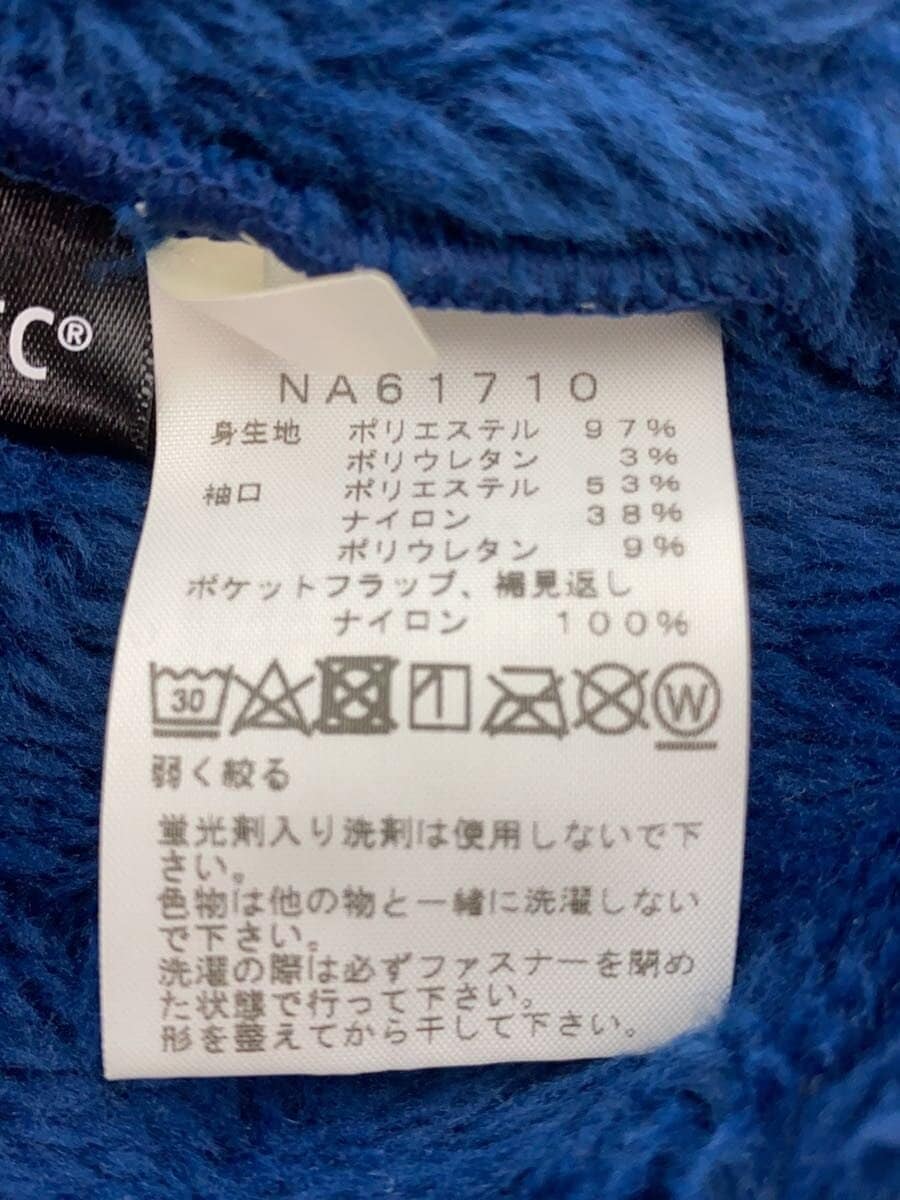 TC®
NA61710
身生地 ポリエステル 97%
ポリウレタン 3%
袖口 ポリエステル 53%
ナイロン 38%
ポリウレタン 9%
ポケットフラップ、裾見返し
ナイロン 100%
30 W
弱く絞る
蛍光剤入り洗剤は使用しないで下
さい。
色物は他の物と一緒に洗濯しない
で下さい。
洗濯の際は必ずファスナーを閉め
た状態で行って下さい。
形を整えてから干して下さい。